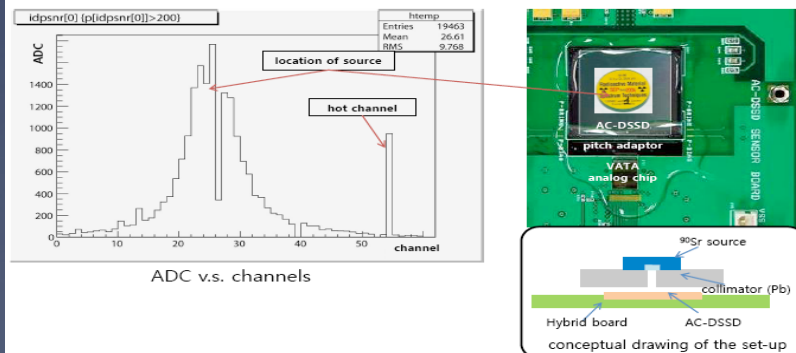 idpsnr[0] {p[idpsnr[0]]>200}
htemp
Entries 19463
Mean 26.61
RMS 9.768
ADC
1400
1200
1000
800
600
400
200
0
0 10 20 30 40 50
channel
location of source
hot channel
ADC v.s. channels
Radioactive Material
AC-DSSD
pitch adaptor
VATA
analog chip
AC-DSSD SENSOR BOARD
90Sr source
collimator (Pb)
Hybrid board
AC-DSSD
conceptual drawing of the set-up